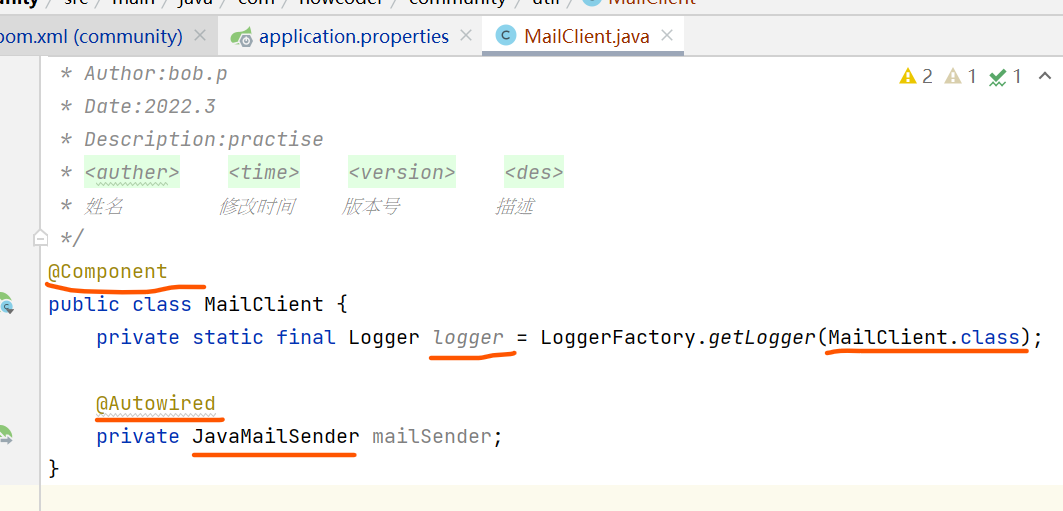 unity / src / main / java / com / nowcoder / community / util / MailClient
pom.xml (community) × application.properties × C MailClient.java ×
* Author:bob.p
2 1 1
* Date:2022.3
* Description:practise
* <auther> <time> <version> <des>
* 姓名 修改时间 版本号 描述
*/
@Component
public class MailClient {
private static final Logger logger = LoggerFactory.getLogger(MailClient.class);
@Autowired
private JavaMailSender mailSender;
}